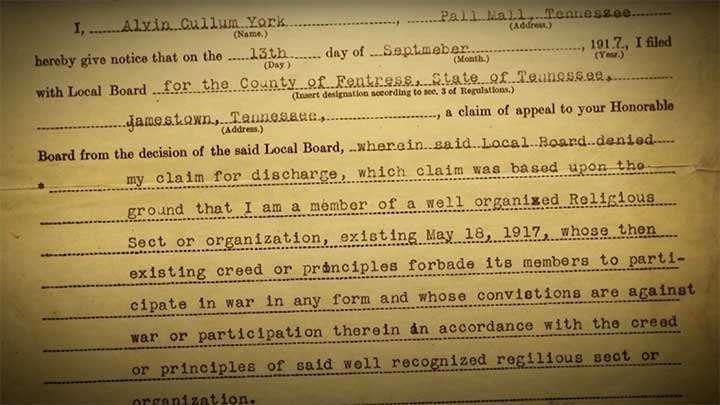 I, Alvin Cullum York, Pall Mall, Tennessee
(Name.) (Address.)
hereby give notice that on the 13th day of Septmeber, 1917, I filed
(Day) (Month.) (Year.)
with Local Board for the County of Fentress, State of Tennessee,
(Insert designation according to sec. 3 of Regulations.)
Jamestown, Tennessee, , a claim of appeal to your Honorable
(Address.)
Board from the decision of the said Local Board, wherein said Local Board denied
* my claim for discharge, which claim was based upon the
ground that I am a member of a well organized Religious
Sect or organization, existing May 18, 1917, whose then
existing creed or principles forbade its members to parti-
cipate in war in any form and whose convistions are against
war or participation therein in accordance with the creed
or principles of said well recognized regilious sect or
organization.